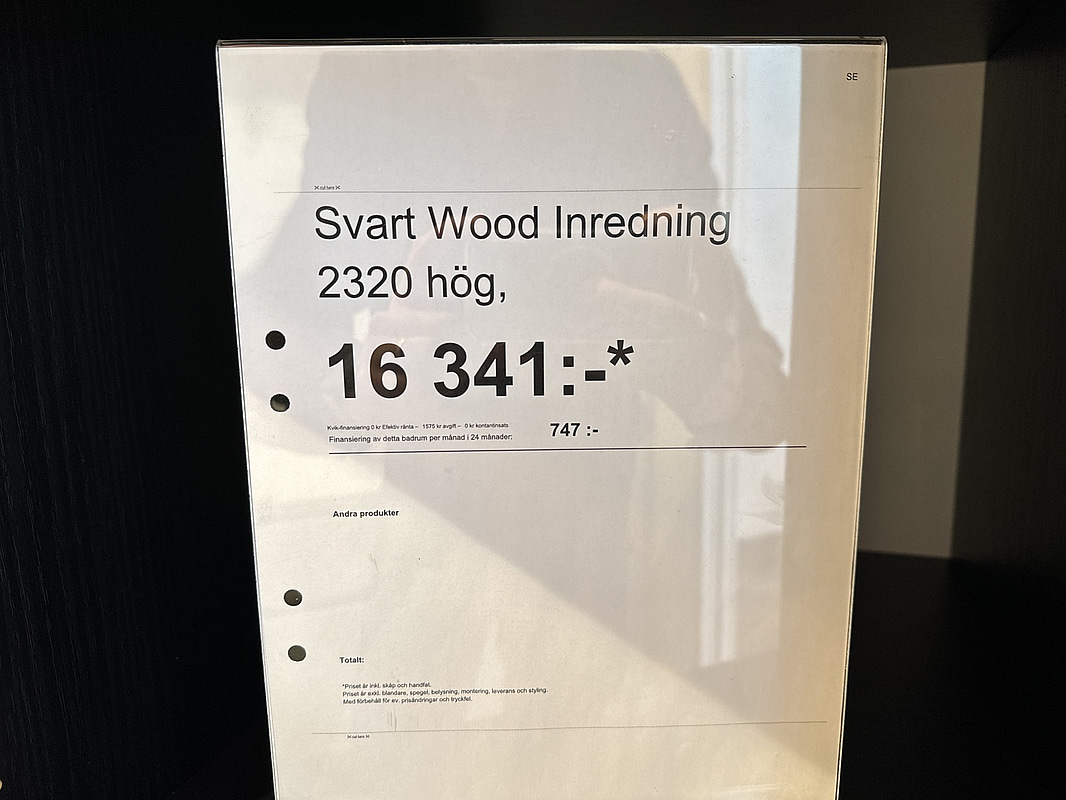 SE
cut here
Svart Wood Inredning
2320 hög,
16 341:-*
Kvik-finansiering 0 kr Efektiv rånta – 1575 kr avgift – 0 kr kontantinsats
Finansiering av detta badrum per månad i 24 månader: 747 :-
Andra produkter
Totalt:
*Priset är inkl. skåp och handfat.
Priset är exkl. blandare, spegel, belysning, montering, leverans och styling.
Med förbehåll för ev. prisändringar och tryckfel.
cut here